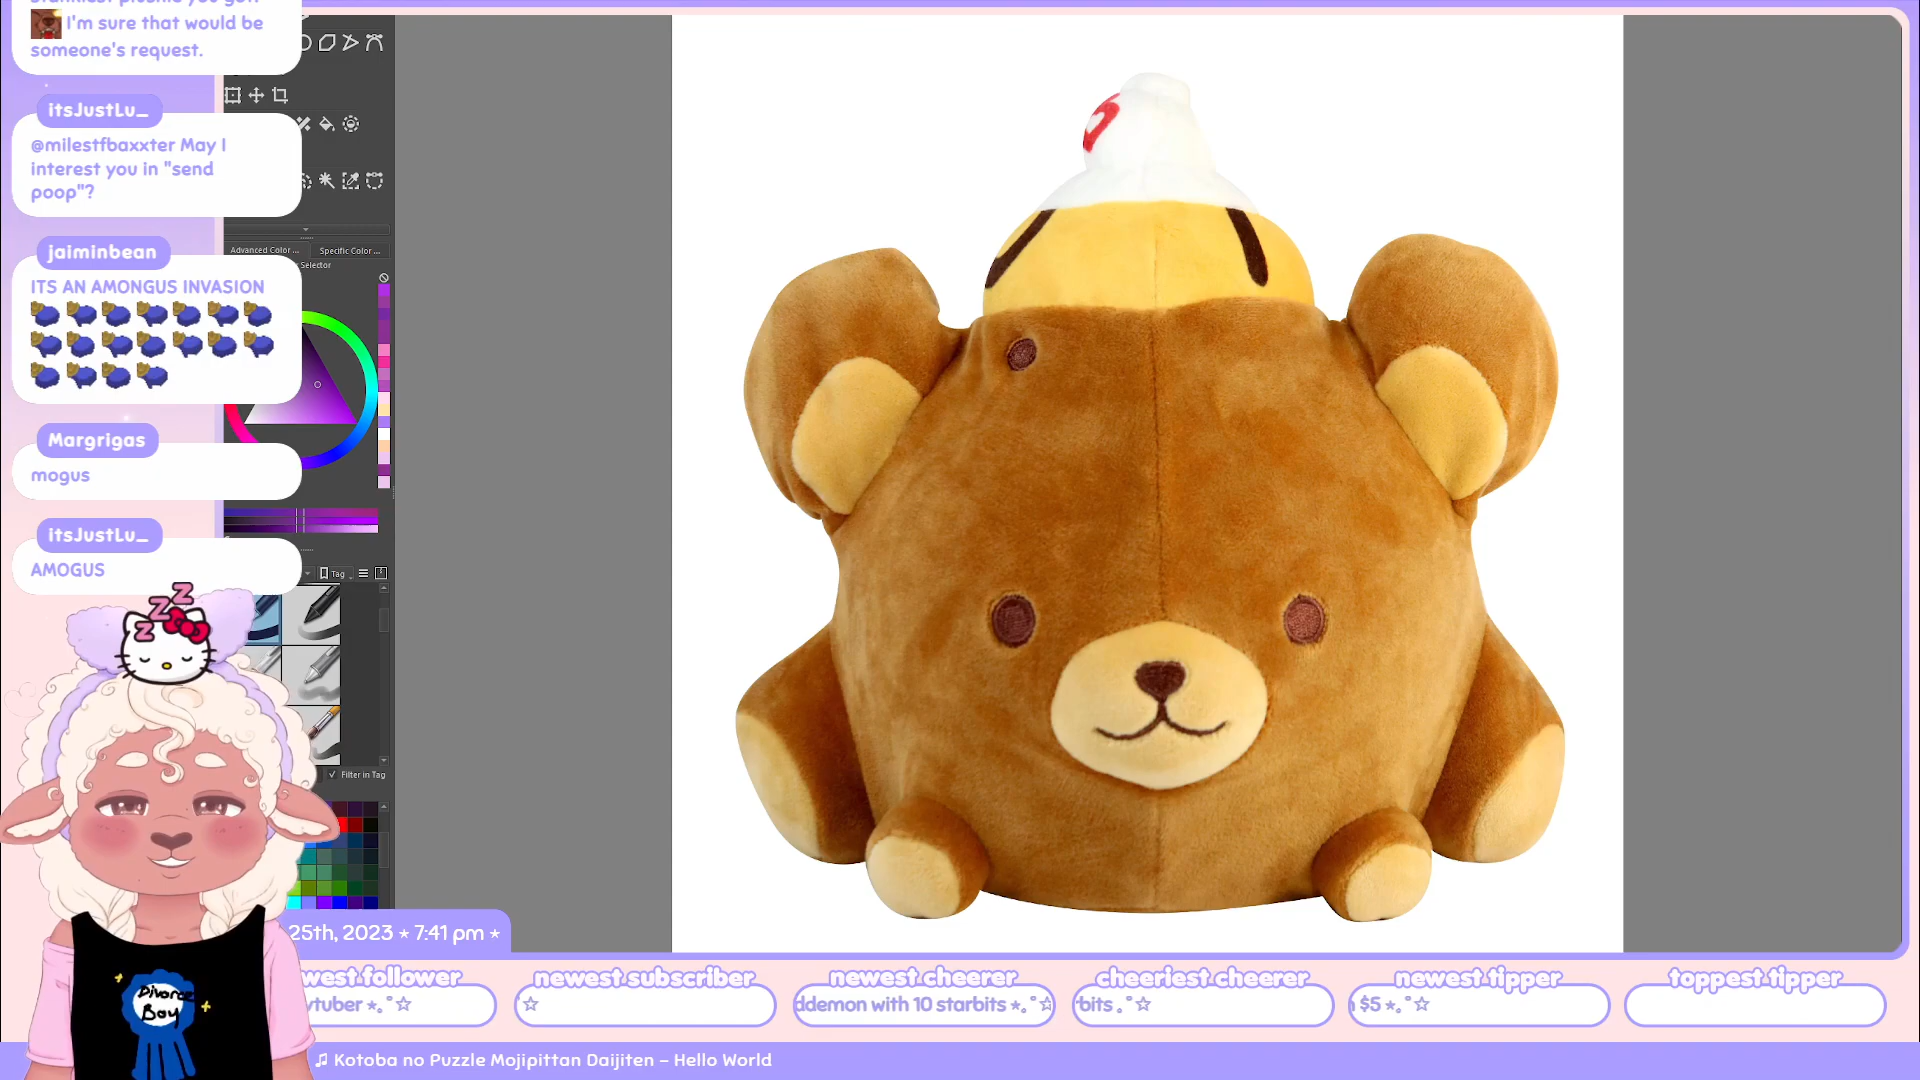 I'm sure that would be
someone's request.
itsJustLu_
@milestfbaxxter May I
interest you in "send
poop"?
jaiminbean
ITS AN AMONGUS INVASION
Margrigas
mogus
itsJustLu_
AMOGUS
Advanced Color ...
Specific Color ...
Selector
Tag
Filter in Tag
z z z
Divorce
Boy
25th, 2023 ⋆ 7:41 pm ⋆
west follower
newest subscriber
newest cheerer
cheeriest cheerer
newest tipper
toppest tipper
vtuber ⋆.˚☆
☆
ddemon with 10 starbits ⋆.˚☆
bits .˚☆
$5 ⋆.˚☆
♫ Kotoba no Puzzle Mojipittan Daijiten – Hello World